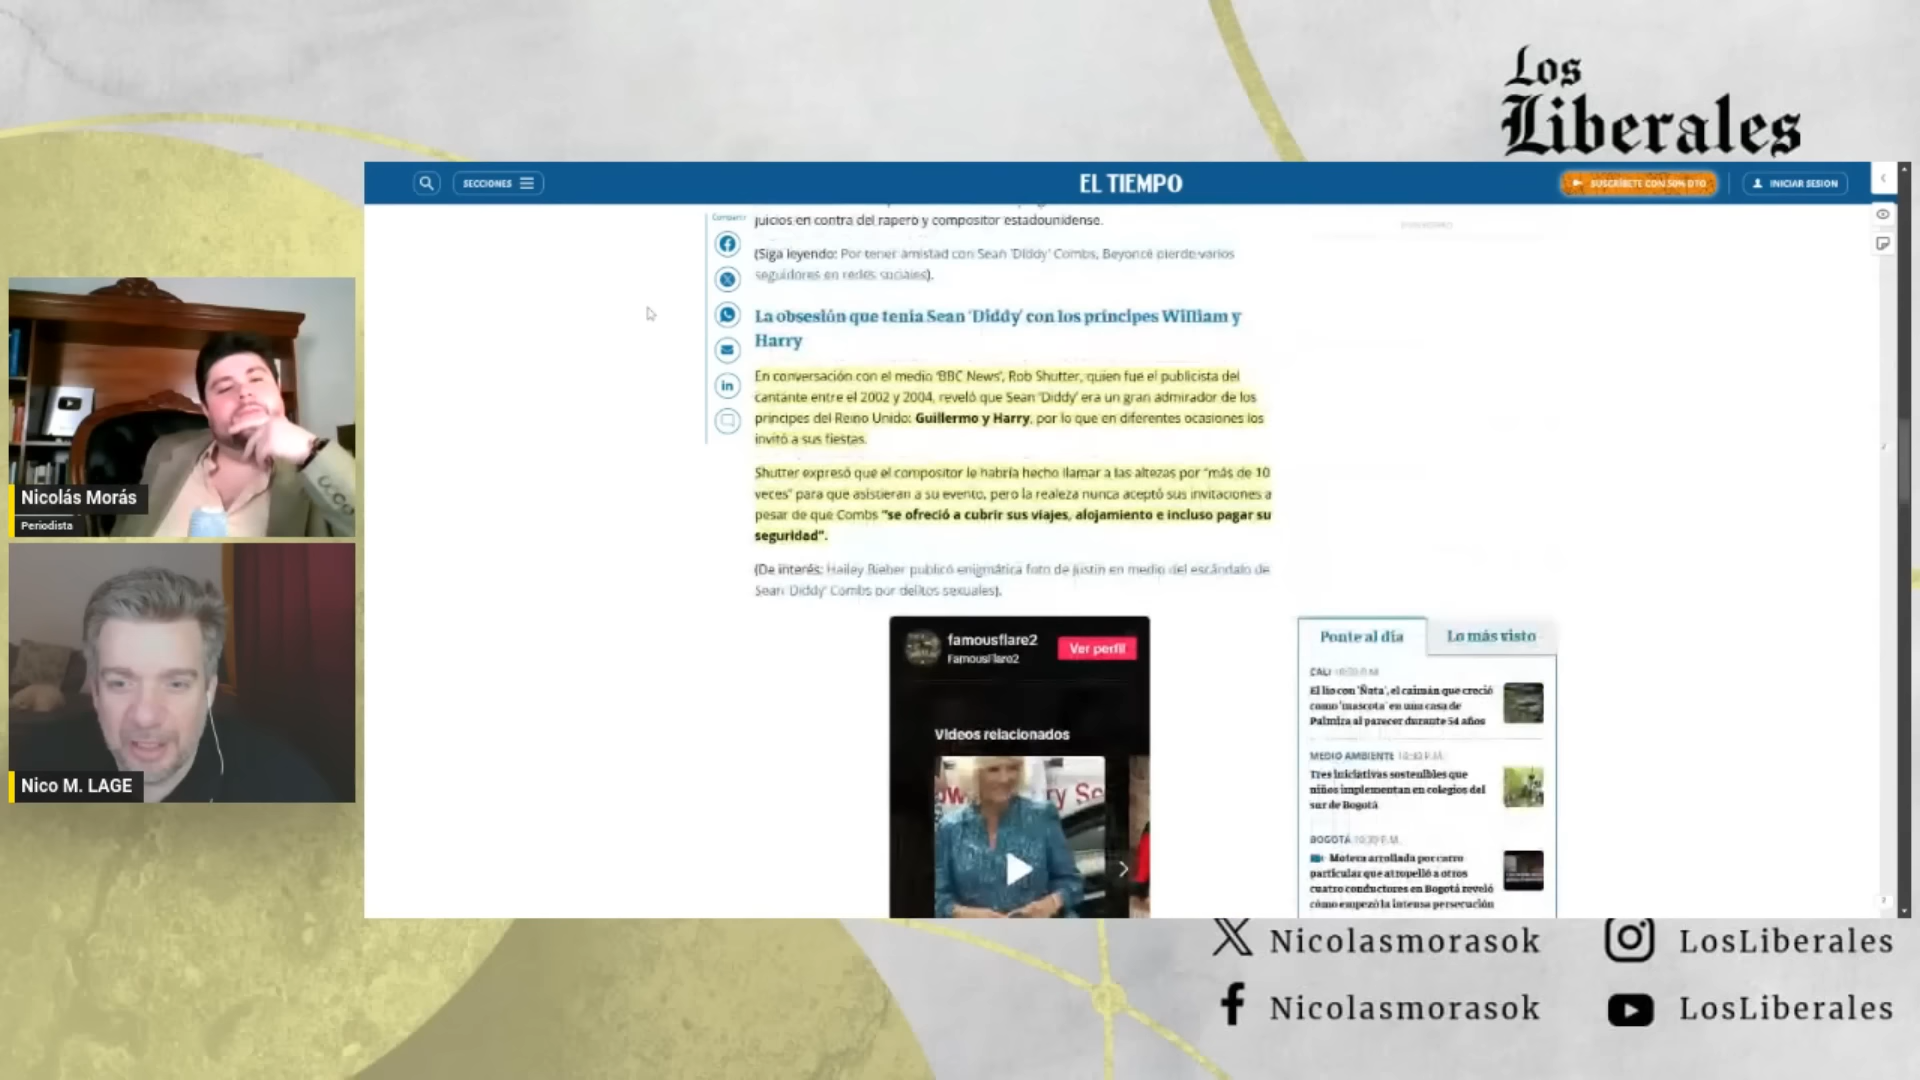 Los
Liberales
SECCIONES
EL TIEMPO
SUSCRÍBETE CON 50% DTO
INICIAR SESION
Compartir
juicios en contra del rapero y compositor estadounidense.
(Siga leyendo: Por tener amistad con Sean 'Diddy' Combs, Beyoncé pierde varios
seguidores en redes sociales).
La obsesión que tenía Sean 'Diddy' con los príncipes William y
Harry
En conversación con el medio 'BBC News', Rob Shutter, quien fue el publicista del
cantante entre el 2002 y 2004, reveló que Sean 'Diddy' era un gran admirador de los
príncipes del Reino Unido: Guillermo y Harry, por lo que en diferentes ocasiones los
invitó a sus fiestas.
Shutter expresó que el compositor le habría hecho llamar a las altezas por "más de 10
veces" para que asistieran a su evento, pero la realeza nunca aceptó sus invitaciones a
pesar de que Combs "se ofreció a cubrir sus viajes, alojamiento e incluso pagar su
seguridad".
(De interés: Hailey Bieber publicó enigmática foto de Justin en medio del escándalo de
Sean 'Diddy' Combs por delitos sexuales).
famousflare2
FamousFlare2
Ver perfil
Videos relacionados
Ponte al día
Lo más visto
CALI
El lío con 'Ñata', el caimán que creció
como 'mascota' en una casa de
Palmira al parecer durante 54 años
MEDIO AMBIENTE
Tres iniciativas sostenibles que
niños implementan en colegios del
sur de Bogotá
BOGOTÁ 10:30 P.M.
Motera arrollada por carro
particular que atropelló a otros
cuatro conductores en Bogotá reveló
cómo empezó la intensa persecución
Nicolás Morás
Periodista
Nico M. LAGE
Nicolasmorasok
LosLiberales
Nicolasmorasok
LosLiberales